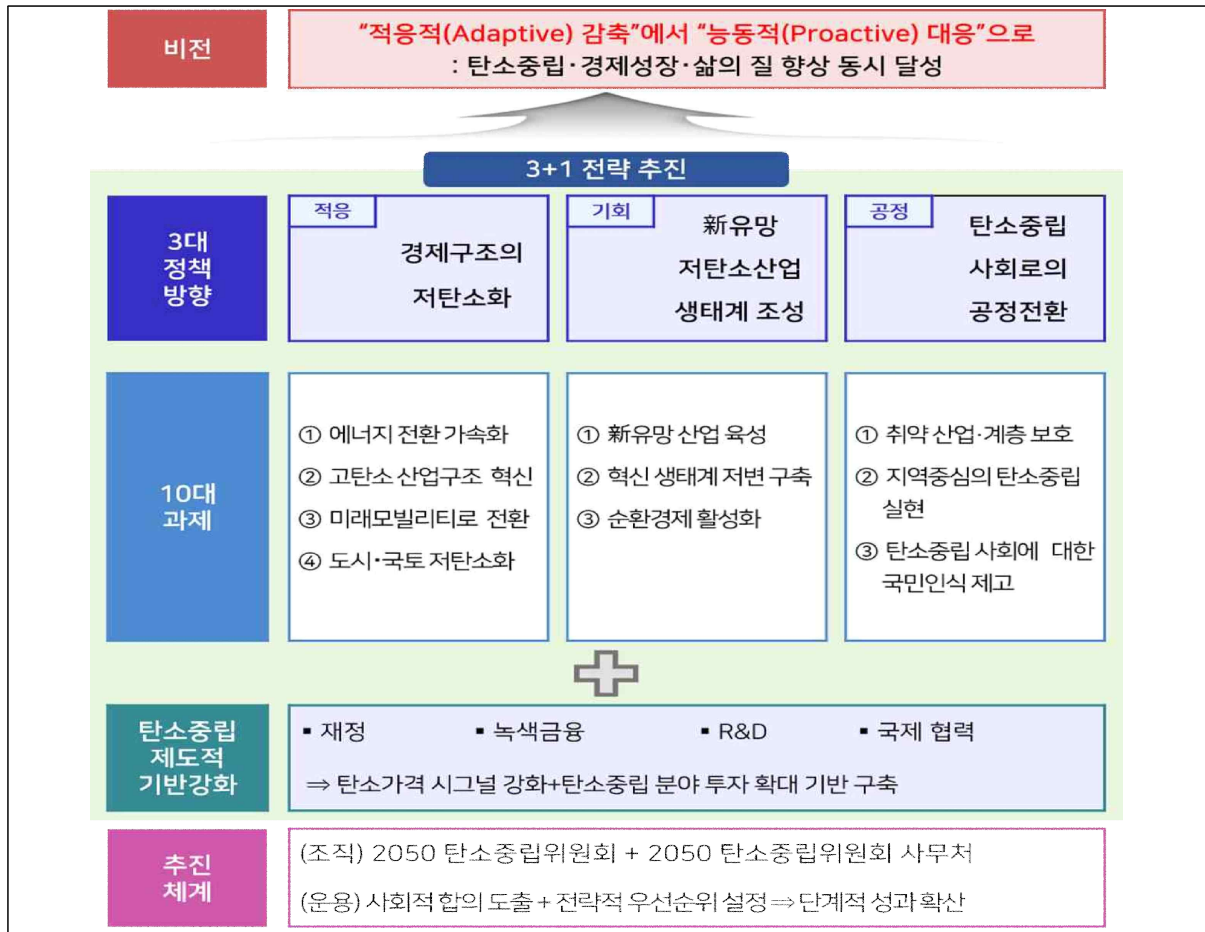 비전
“적응적(Adaptive) 감축”에서 “능동적(Proactive) 대응”으로
: 탄소중립·경제성장·삶의 질 향상 동시 달성
3+1 전략 추진
3대
정책
방향
적응
경제구조의
저탄소화
기회
新유망
저탄소산업
생태계 조성
공정
탄소중립
사회로의
공정전환
10대
과제
① 에너지 전환 가속화
② 고탄소 산업구조 혁신
③ 미래모빌리티로 전환
④ 도시·국토 저탄소화
① 新유망 산업 육성
② 혁신 생태계 저변 구축
③ 순환경제 활성화
① 취약 산업·계층 보호
② 지역중심의 탄소중립
실현
③ 탄소중립 사회에 대한
국민인식 제고
탄소중립
제도적
기반강화
▪ 재정 ▪ 녹색금융 ▪ R&D ▪ 국제 협력
⇒ 탄소가격 시그널 강화+탄소중립 분야 투자 확대 기반 구축
추진
체계
(조직) 2050 탄소중립위원회 + 2050 탄소중립위원회 사무처
(운용) 사회적 합의 도출 + 전략적 우선순위 설정 ⇒ 단계적 성과 확산